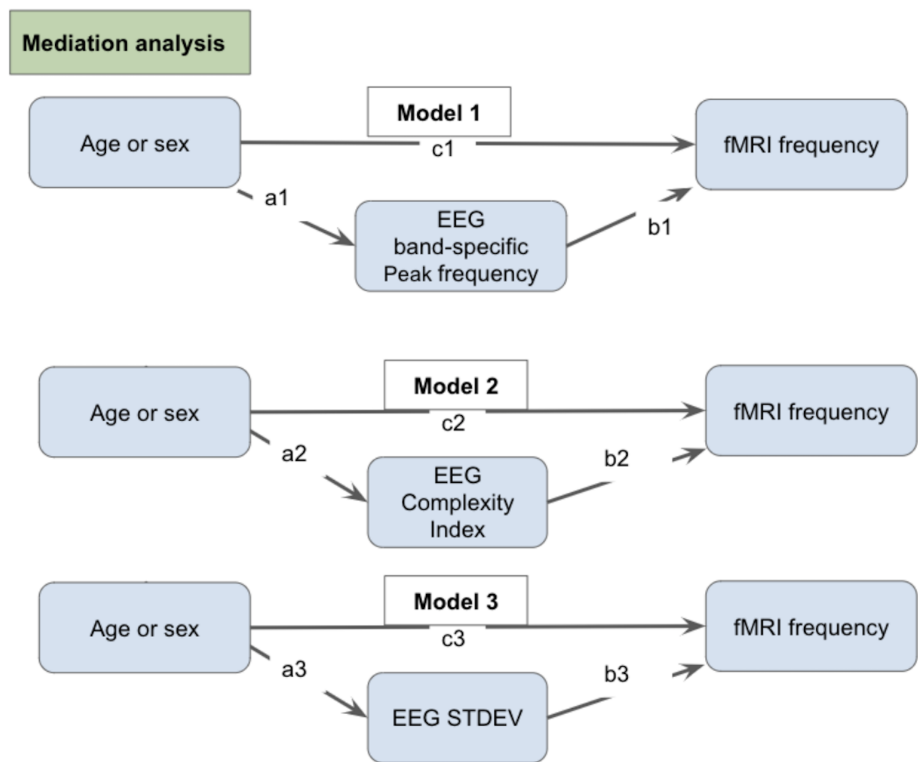 Mediation analysis
Model 1
Age or sex
c1
fMRI frequency
a1
EEG
band-specific
Peak frequency
b1
Model 2
Age or sex
c2
fMRI frequency
a2
EEG
Complexity
Index
b2
Model 3
Age or sex
c3
fMRI frequency
a3
EEG STDEV
b3